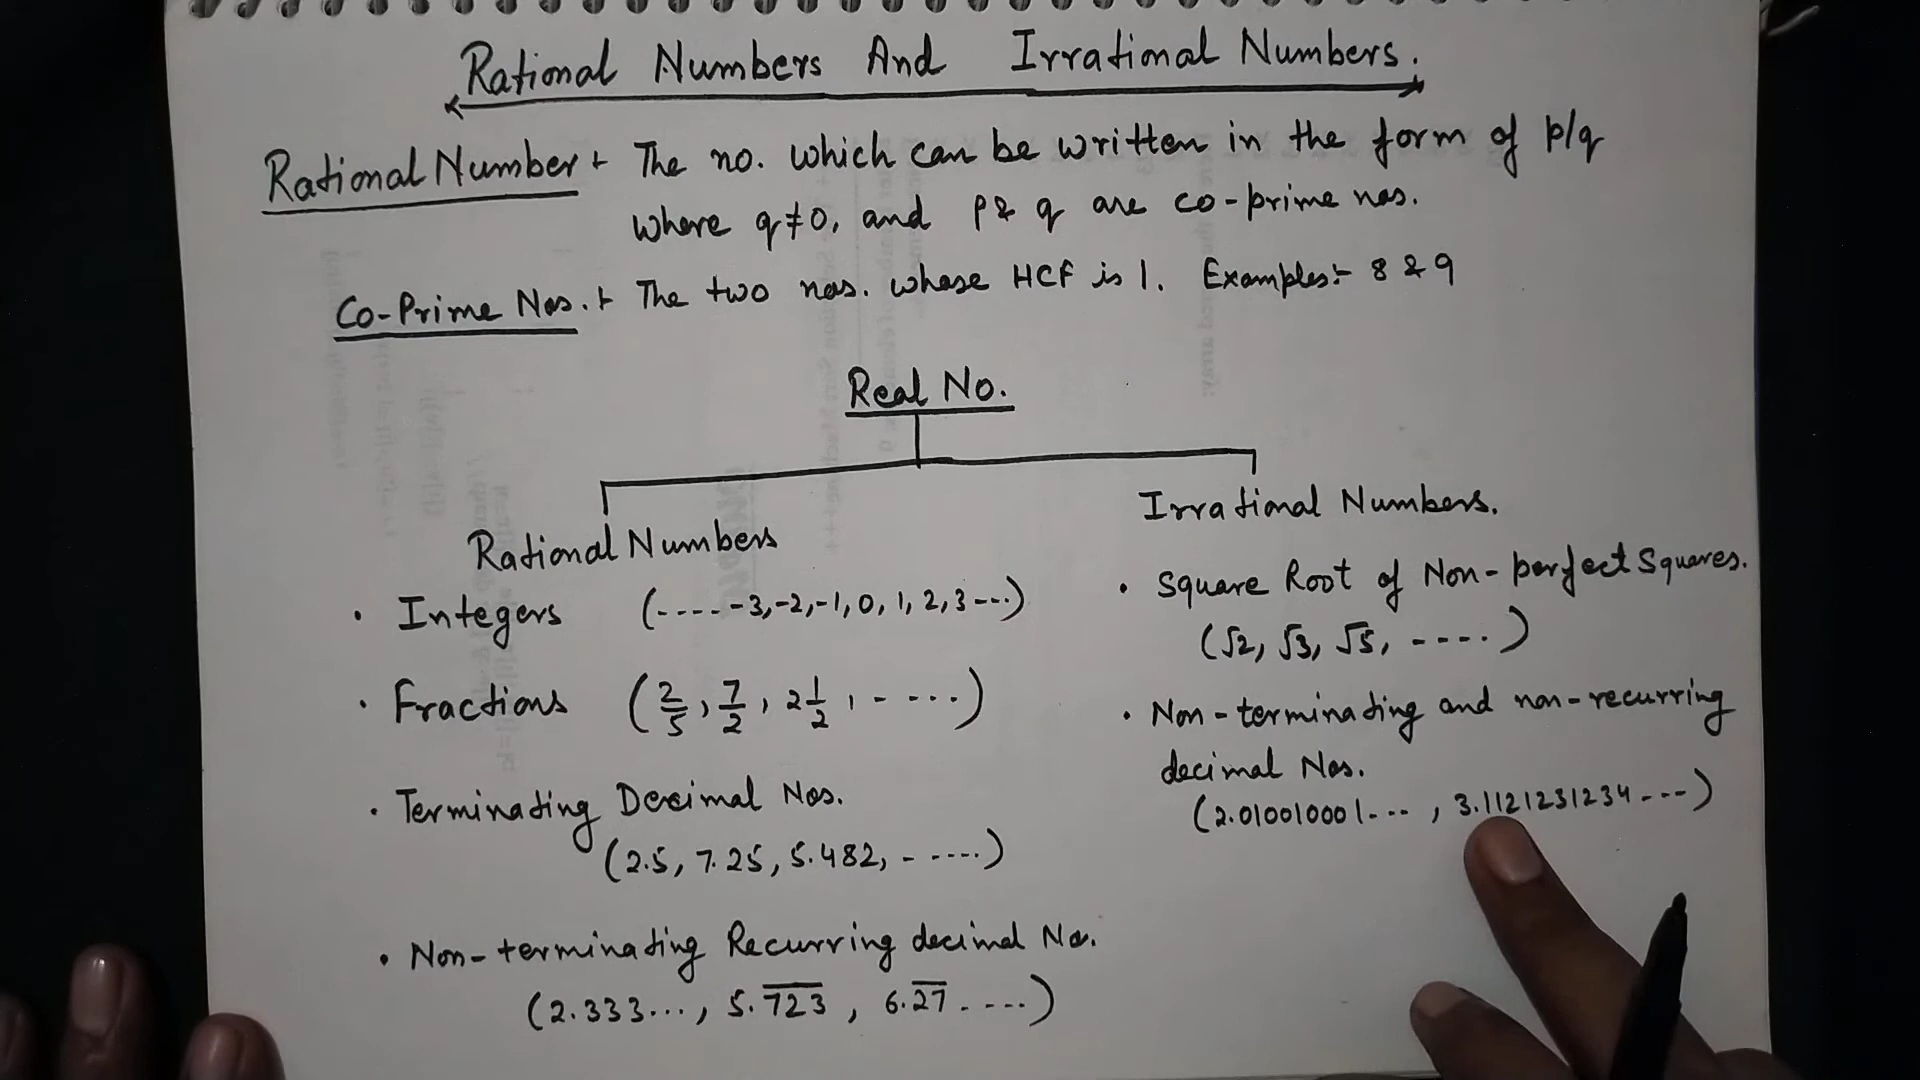 Rational Numbers And Irrational Numbers.
Rational Number :- The no. which can be written in the form of p/q
where q≠0, and p & q are co-prime nos.
Co-Prime Nos. :- The two nos. whose HCF is 1. Examples:- 8 & 9
Real No.
Rational Numbers
• Integers (.....-3,-2,-1,0,1,2,3....)
• Fractions (2/5, 7/2, 2 1/2, .....)
• Terminating Decimal Nos.
(2.5, 7.25, 5.482, ......)
• Non-terminating Recurring decimal No.
(2.333..., 5.7̅2̅3̅, 6.2̅7̅.....)
Irrational Numbers.
• Square Root of Non-perfect Squares.
(√2, √3, √5, .....)
• Non-terminating and non-recurring
decimal Nos.
(2.010010001...., 3.1121231234....)